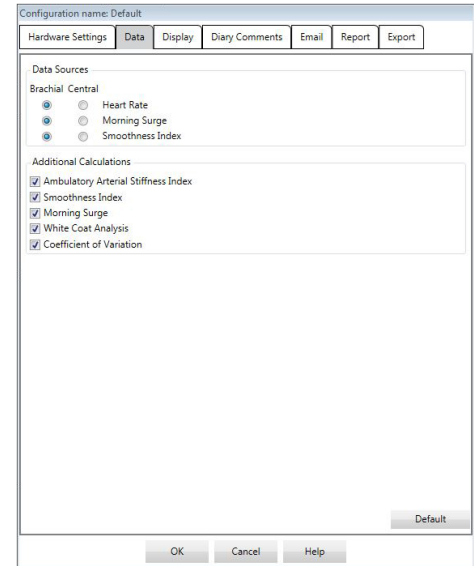 Configuration name: Default
Hardware Settings Data Display Diary Comments Email Report Export
Data Sources
Brachial Central
Heart Rate
Morning Surge
Smoothness Index
Additional Calculations
Ambulatory Arterial Stiffness Index
Smoothness Index
Morning Surge
White Coat Analysis
Coefficient of Variation
Default
OK Cancel Help